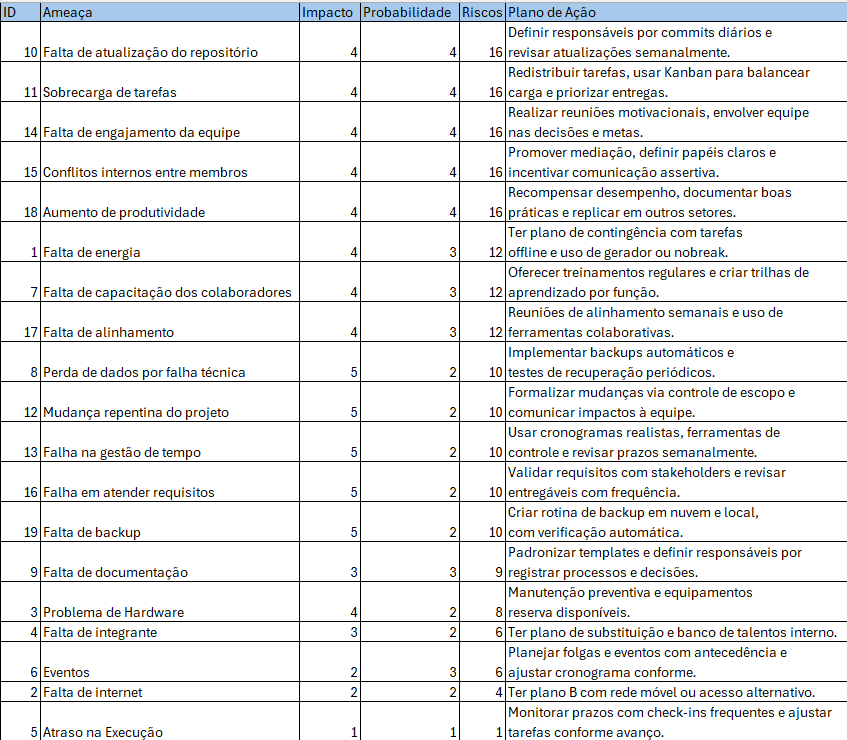 ID Ameaça Impacto Probabilidade Riscos Plano de Ação
Definir responsáveis por commits diários e
10 Falta de atualização do repositório 4 4 16 revisar atualizações semanalmente.
Redistribuir tarefas, usar Kanban para balancear
11 Sobrecarga de tarefas 4 4 16 carga e priorizar entregas.
Realizar reuniões motivacionais, envolver equipe
14 Falta de engajamento da equipe 4 4 16 nas decisões e metas.
Promover mediação, definir papéis claros e
15 Conflitos internos entre membros 4 4 16 incentivar comunicação assertiva.
Recompensar desempenho, documentar boas
18 Aumento de produtividade 4 4 16 práticas e replicar em outros setores.
Ter plano de contingência com tarefas
1 Falta de energia 4 3 12 offline e uso de gerador ou nobreak.
Oferecer treinamentos regulares e criar trilhas de
7 Falta de capacitação dos colaboradores 4 3 12 aprendizado por função.
Reuniões de alinhamento semanais e uso de
17 Falta de alinhamento 4 3 12 ferramentas colaborativas.
Implementar backups automáticos e
8 Perda de dados por falha técnica 5 2 10 testes de recuperação periódicos.
Formalizar mudanças via controle de escopo e
12 Mudança repentina do projeto 5 2 10 comunicar impactos à equipe.
Usar cronogramas realistas, ferramentas de
13 Falha na gestão de tempo 5 2 10 controle e revisar prazos semanalmente.
Validar requisitos com stakeholders e revisar
16 Falha em atender requisitos 5 2 10 entregáveis com frequência.
Criar rotina de backup em nuvem e local,
19 Falta de backup 5 2 10 com verificação automática.
Padronizar templates e definir responsáveis por
9 Falta de documentação 3 3 9 registrar processos e decisões.
Manutenção preventiva e equipamentos
3 Problema de Hardware 4 2 8 reserva disponíveis.
4 Falta de integrante 3 2 6 Ter plano de substituição e banco de talentos interno.
Planejar folgas e eventos com antecedência e
6 Eventos 2 3 6 ajustar cronograma conforme.
2 Falta de internet 2 2 4 Ter plano B com rede móvel ou acesso alternativo.
Monitorar prazos com check-ins frequentes e ajustar
5 Atraso na Execução 1 1 1 tarefas conforme avanço.